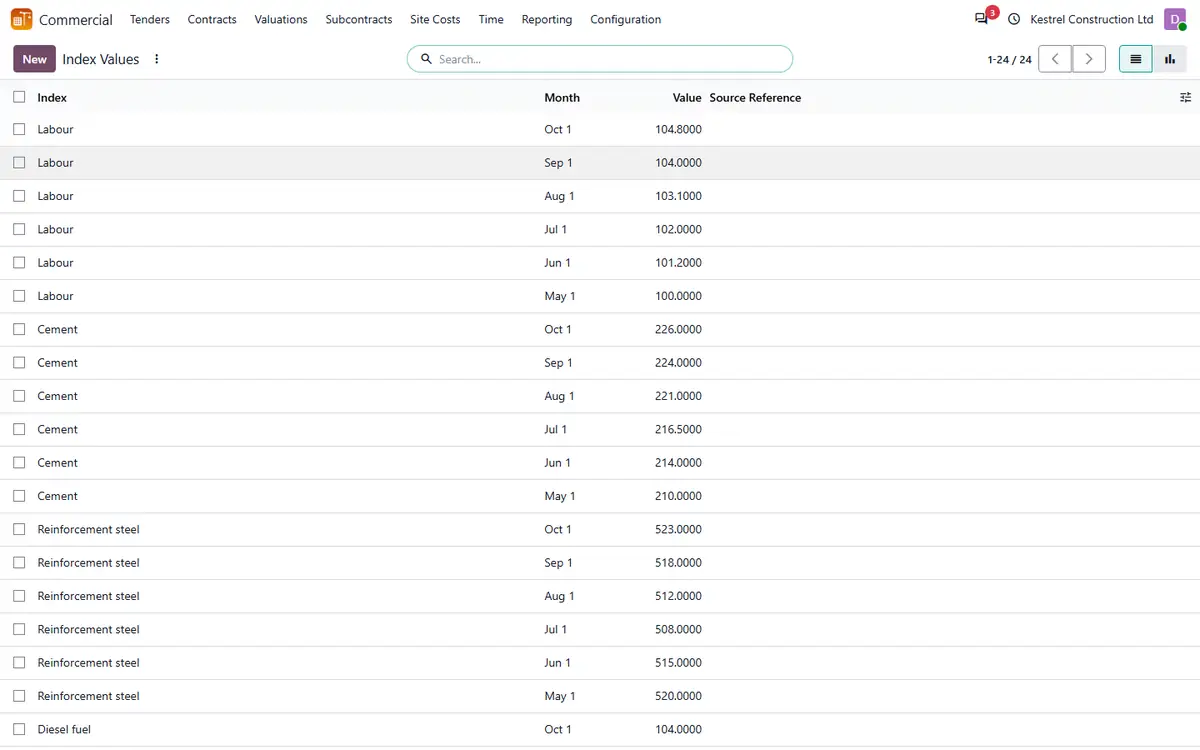 Commercial Tenders Contracts Valuations Subcontracts Site Costs Time Reporting Configuration 3 Kestrel Construction Ltd D
New Index Values Search... 1-24 / 24
Index Month Value Source Reference
Labour Oct 1 104.8000
Labour Sep 1 104.0000
Labour Aug 1 103.1000
Labour Jul 1 102.0000
Labour Jun 1 101.2000
Labour May 1 100.0000
Cement Oct 1 226.0000
Cement Sep 1 224.0000
Cement Aug 1 221.0000
Cement Jul 1 216.5000
Cement Jun 1 214.0000
Cement May 1 210.0000
Reinforcement steel Oct 1 523.0000
Reinforcement steel Sep 1 518.0000
Reinforcement steel Aug 1 512.0000
Reinforcement steel Jul 1 508.0000
Reinforcement steel Jun 1 515.0000
Reinforcement steel May 1 520.0000
Diesel fuel Oct 1 104.0000